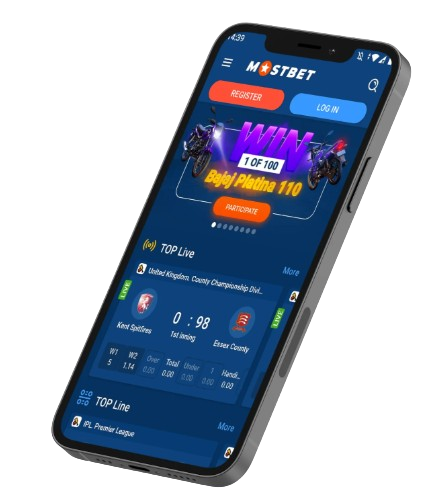 4:39
MOSTBET
REGISTER
LOG IN
WIN
1 OF 100
Bajaj Platina 110
PARTICIPATE
TOP Live
More
United Kingdom. County Championship Divi...
LIVE
LIVE
0 : 98
Kent Spitfires
1st inning
Essex County
W1 W2 Over Total Under 1 Handi...
5 1.14 0.00 0.00 0.00 0.00 0.00
TOP Line
More
IPL. Premier League